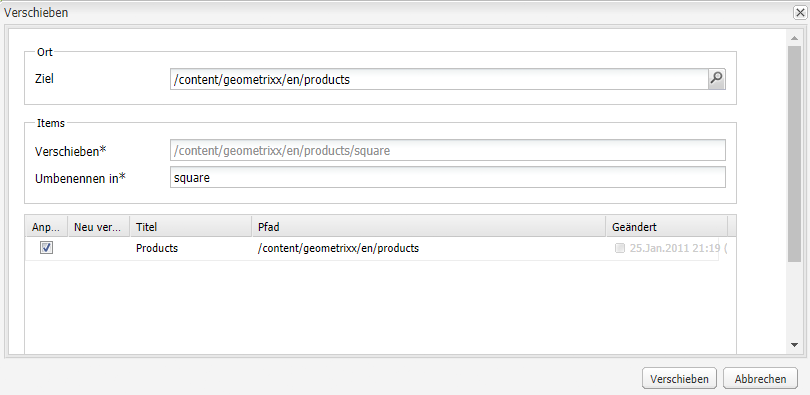 Verschieben
Ort
Ziel /content/geometrixx/en/products
Items
Verschieben* /content/geometrixx/en/products/square
Umbenennen in* square
Anp... Neu ver... Titel Pfad Geändert
Products /content/geometrixx/en/products 25.Jan.2011 21:19 (
Verschieben Abbrechen